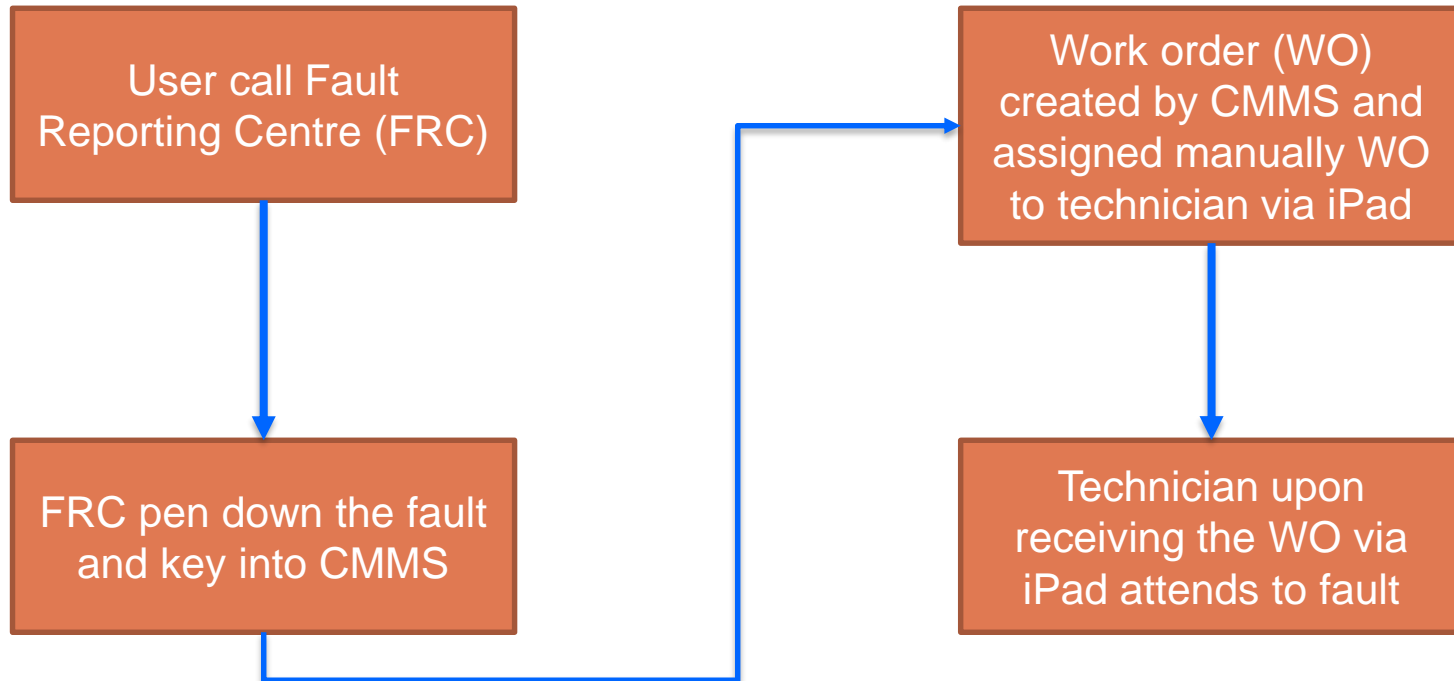 User call Fault
Reporting Centre (FRC)
FRC pen down the fault
and key into CMMS
Work order (WO)
created by CMMS and
assigned manually WO
to technician via iPad
Technician upon
receiving the WO via
iPad attends to fault